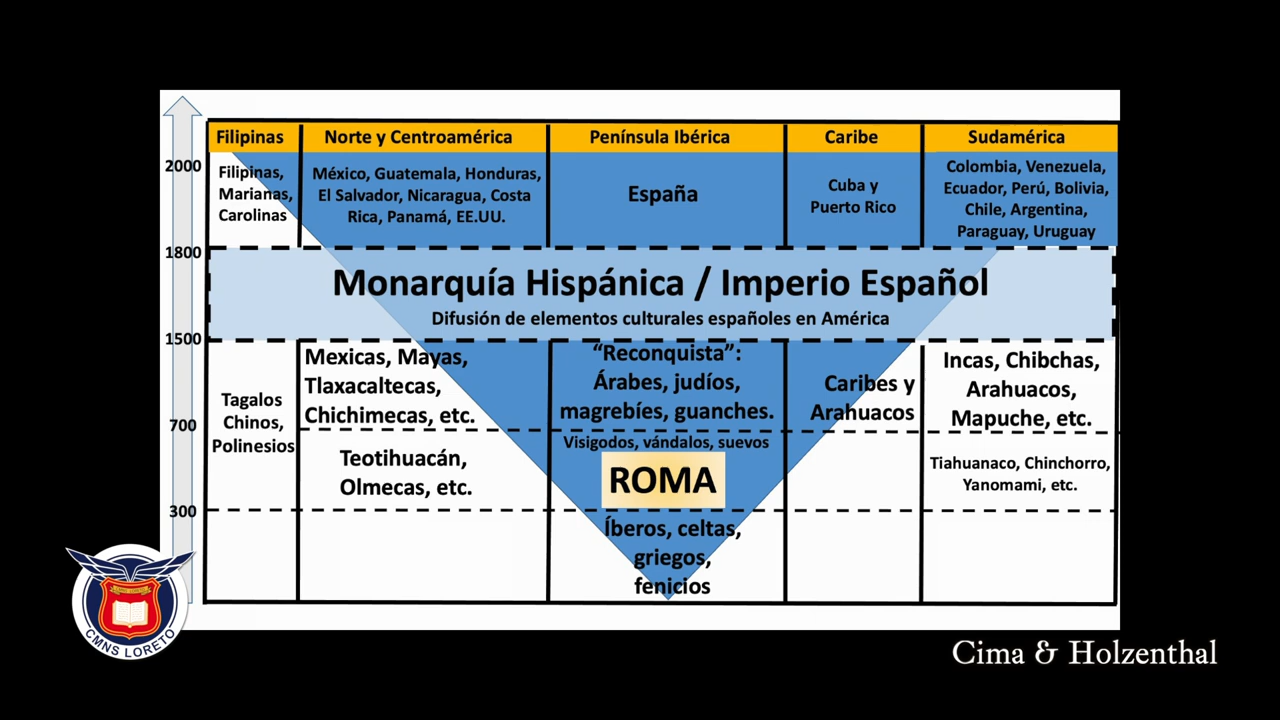 Filipinas
Norte y Centroamérica
Península Ibérica
Caribe
Sudamérica
2000
Filipinas,
Marianas,
Carolinas
México, Guatemala, Honduras,
El Salvador, Nicaragua, Costa
Rica, Panamá, EE.UU.
España
Cuba y
Puerto Rico
Colombia, Venezuela,
Ecuador, Perú, Bolivia,
Chile, Argentina,
Paraguay, Uruguay
1800
Monarquía Hispánica / Imperio Español
Difusión de elementos culturales españoles en América
1500
Tagalos
Chinos,
Polinesios
Mexicas, Mayas,
Tlaxacaltecas,
Chichimecas, etc.
“Reconquista”:
Árabes, judíos,
magrebíes, guanches.
Caribes y
Arahuacos
Incas, Chibchas,
Arahuacos,
Mapuche, etc.
700
Teotihuacán,
Olmecas, etc.
Visigodos, vándalos, suevos
ROMA
Tiahuanaco, Chinchorro,
Yanomami, etc.
300
Íberos, celtas,
griegos,
fenicios
CMNS LORETO
Cima & Holzenthal